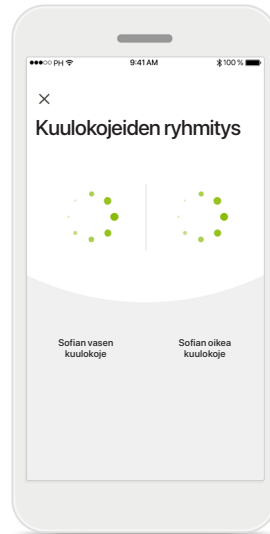 ●●●○○ PH 9:41 AM 100 %
Kuulokojeiden ryhmitys
Sofian vasen
kuulokoje
Sofian oikea
kuulokoje